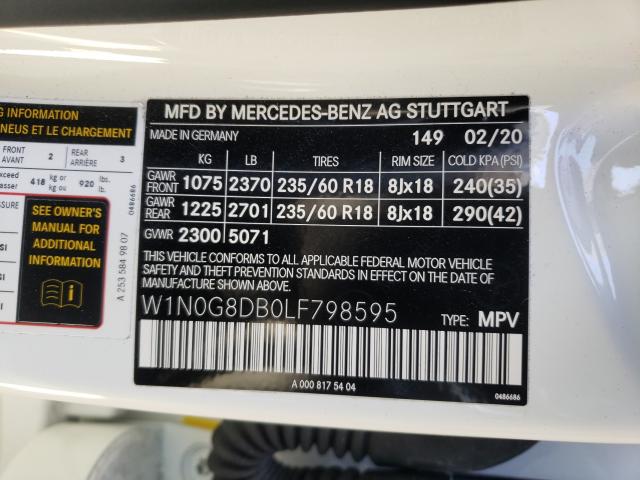 G INFORMATION
NEUS ET LE CHARGEMENT
FRONT AVANT 2 REAR ARRIÈRE 3
exceed 418 kg or kg ou 920 lbs. lb.
SEE OWNER'S
MANUAL FOR
ADDITIONAL
INFORMATION
A 253 584 98 07
0486686
MFD BY MERCEDES-BENZ AG STUTTGART
MADE IN GERMANY 149 02/20
KG LB TIRES RIM SIZE COLD KPA (PSI)
GAWR FRONT 1075 2370 235/60 R18 8Jx18 240(35)
GAWR REAR 1225 2701 235/60 R18 8Jx18 290(42)
GVWR 2300 5071
THIS VEHICLE CONFORMS TO ALL APPLICABLE FEDERAL MOTOR VEHICLE
SAFETY AND THEFT PREVENTION STANDARDS IN EFFECT ON THE DATE OF
MANUFACTURE SHOWN ABOVE.
W1N0G8DB0LF798595 TYPE: MPV
A 000 817 54 04
0486686